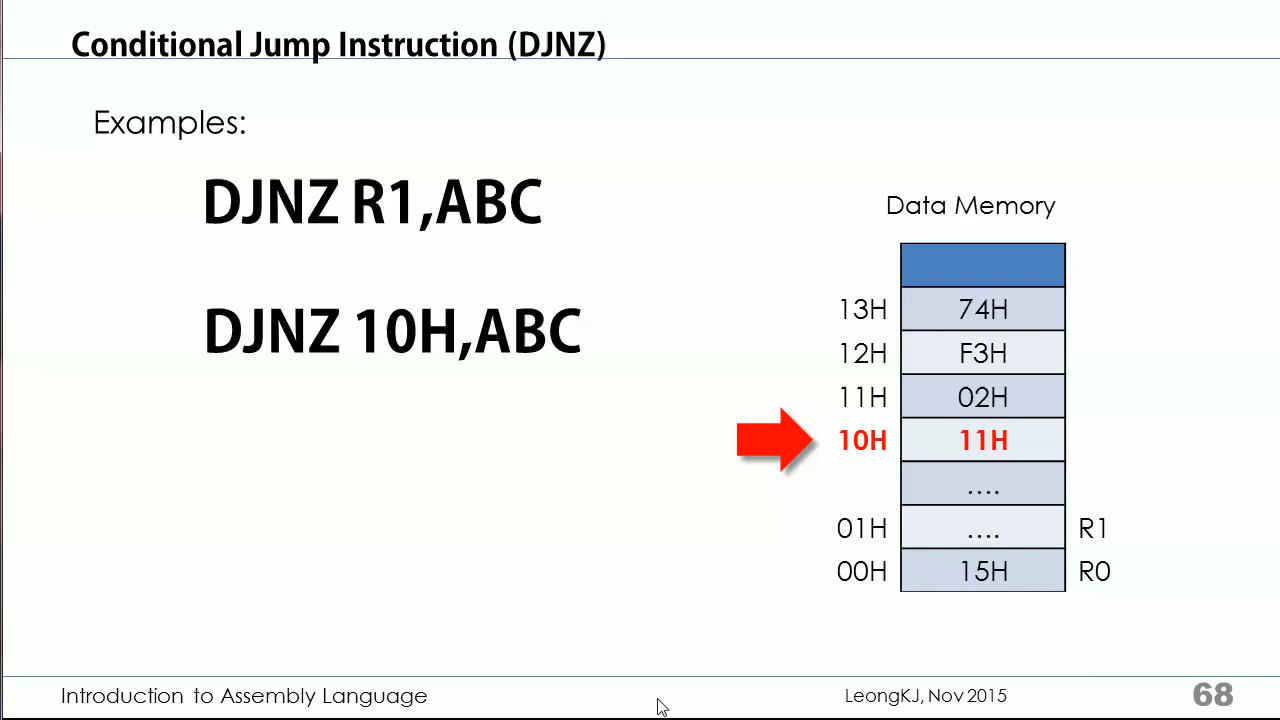 Conditional Jump Instruction (DJNZ)
Examples:
DJNZ R1,ABC
DJNZ 10H,ABC
Data Memory
13H 74H
12H F3H
11H 02H
10H 11H
....
01H .... R1
00H 15H R0
Introduction to Assembly Language
LeongKJ, Nov 2015
68